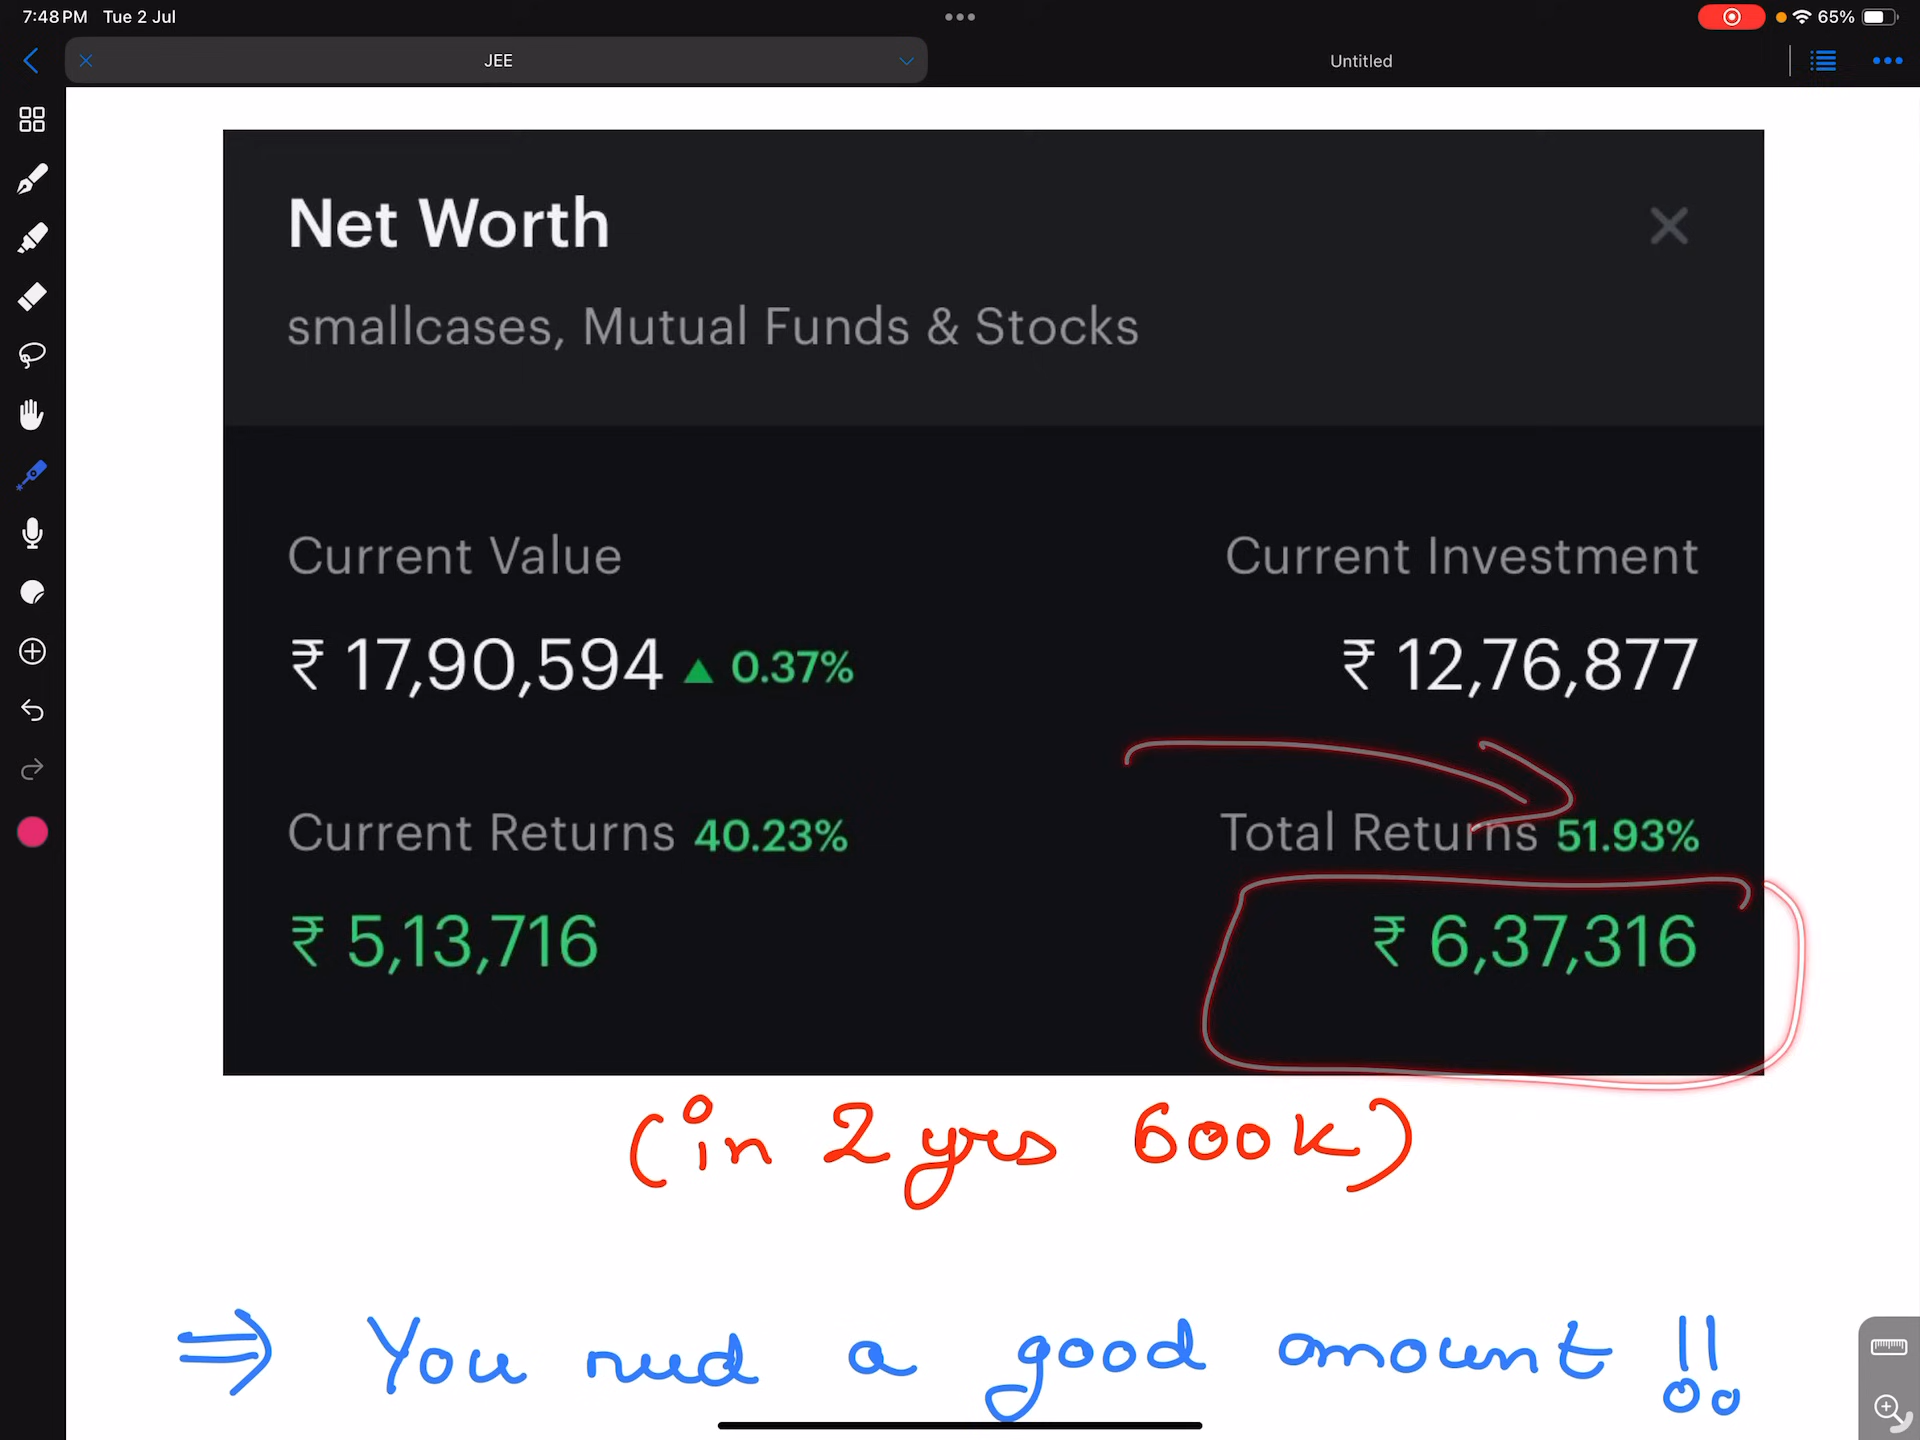 7:48 PM Tue 2 Jul
65%
JEE
Untitled
Net Worth
smallcases, Mutual Funds & Stocks
Current Value
Current Investment
₹ 17,90,594 ▲ 0.37%
₹ 12,76,877
Current Returns 40.23%
Total Returns 51.93%
₹ 5,13,716
₹ 6,37,316
(in 2 yrs 600k)
⇒ You need a good amount !!